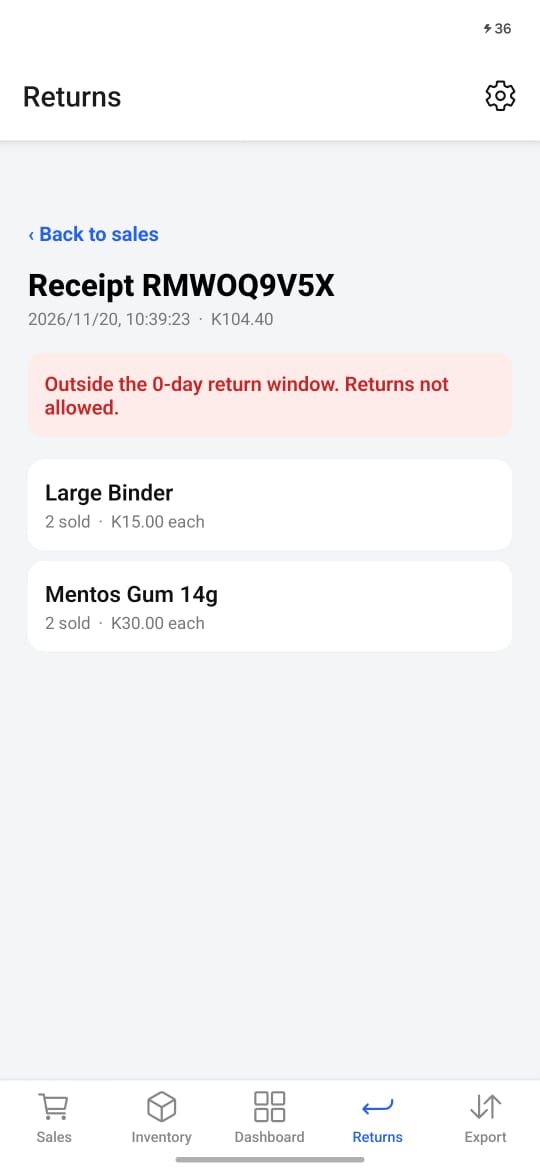 36
Returns
‹ Back to sales
Receipt RMWOQ9V5X
2026/11/20, 10:39:23 · K104.40
Outside the 0-day return window. Returns not
allowed.
Large Binder
2 sold · K15.00 each
Mentos Gum 14g
2 sold · K30.00 each
Sales Inventory Dashboard Returns Export